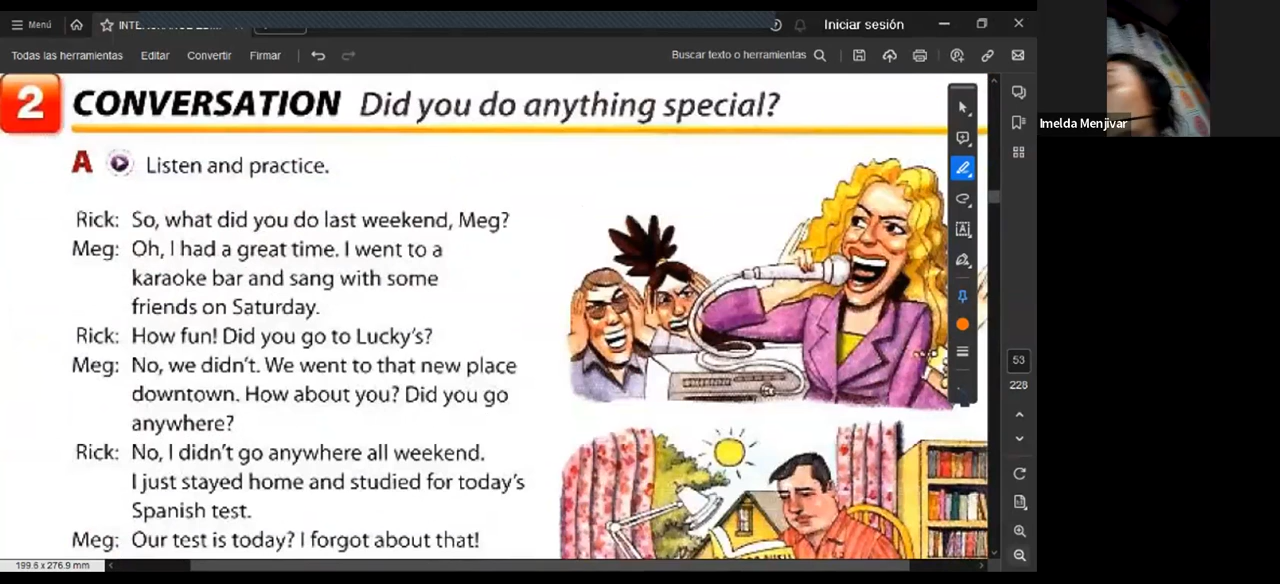 Menú
Iniciar sesión
Todas las herramientas Editar Convertir Firmar
Buscar texto o herramientas
Imelda Menjivar
2 CONVERSATION Did you do anything special?
A Listen and practice.
Rick: So, what did you do last weekend, Meg?
Meg: Oh, I had a great time. I went to a
karaoke bar and sang with some
friends on Saturday.
Rick: How fun! Did you go to Lucky's?
Meg: No, we didn't. We went to that new place
downtown. How about you? Did you go
anywhere?
Rick: No, I didn't go anywhere all weekend.
I just stayed home and studied for today's
Spanish test.
Meg: Our test is today? I forgot about that!
53
228
199.6 x 276.9 mm